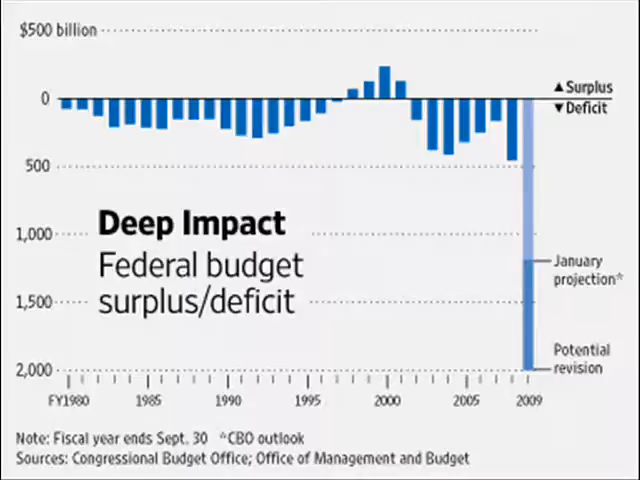 $500 billion
▲ Surplus
0
▼ Deficit
500
Deep Impact
1,000
Federal budget
January
projection*
surplus/deficit
1,500
Potential
revision
2,000
FY1980 1985 1990 1995 2000 2005 2009
Note: Fiscal year ends Sept. 30 *CBO outlook
Sources: Congressional Budget Office; Office of Management and Budget